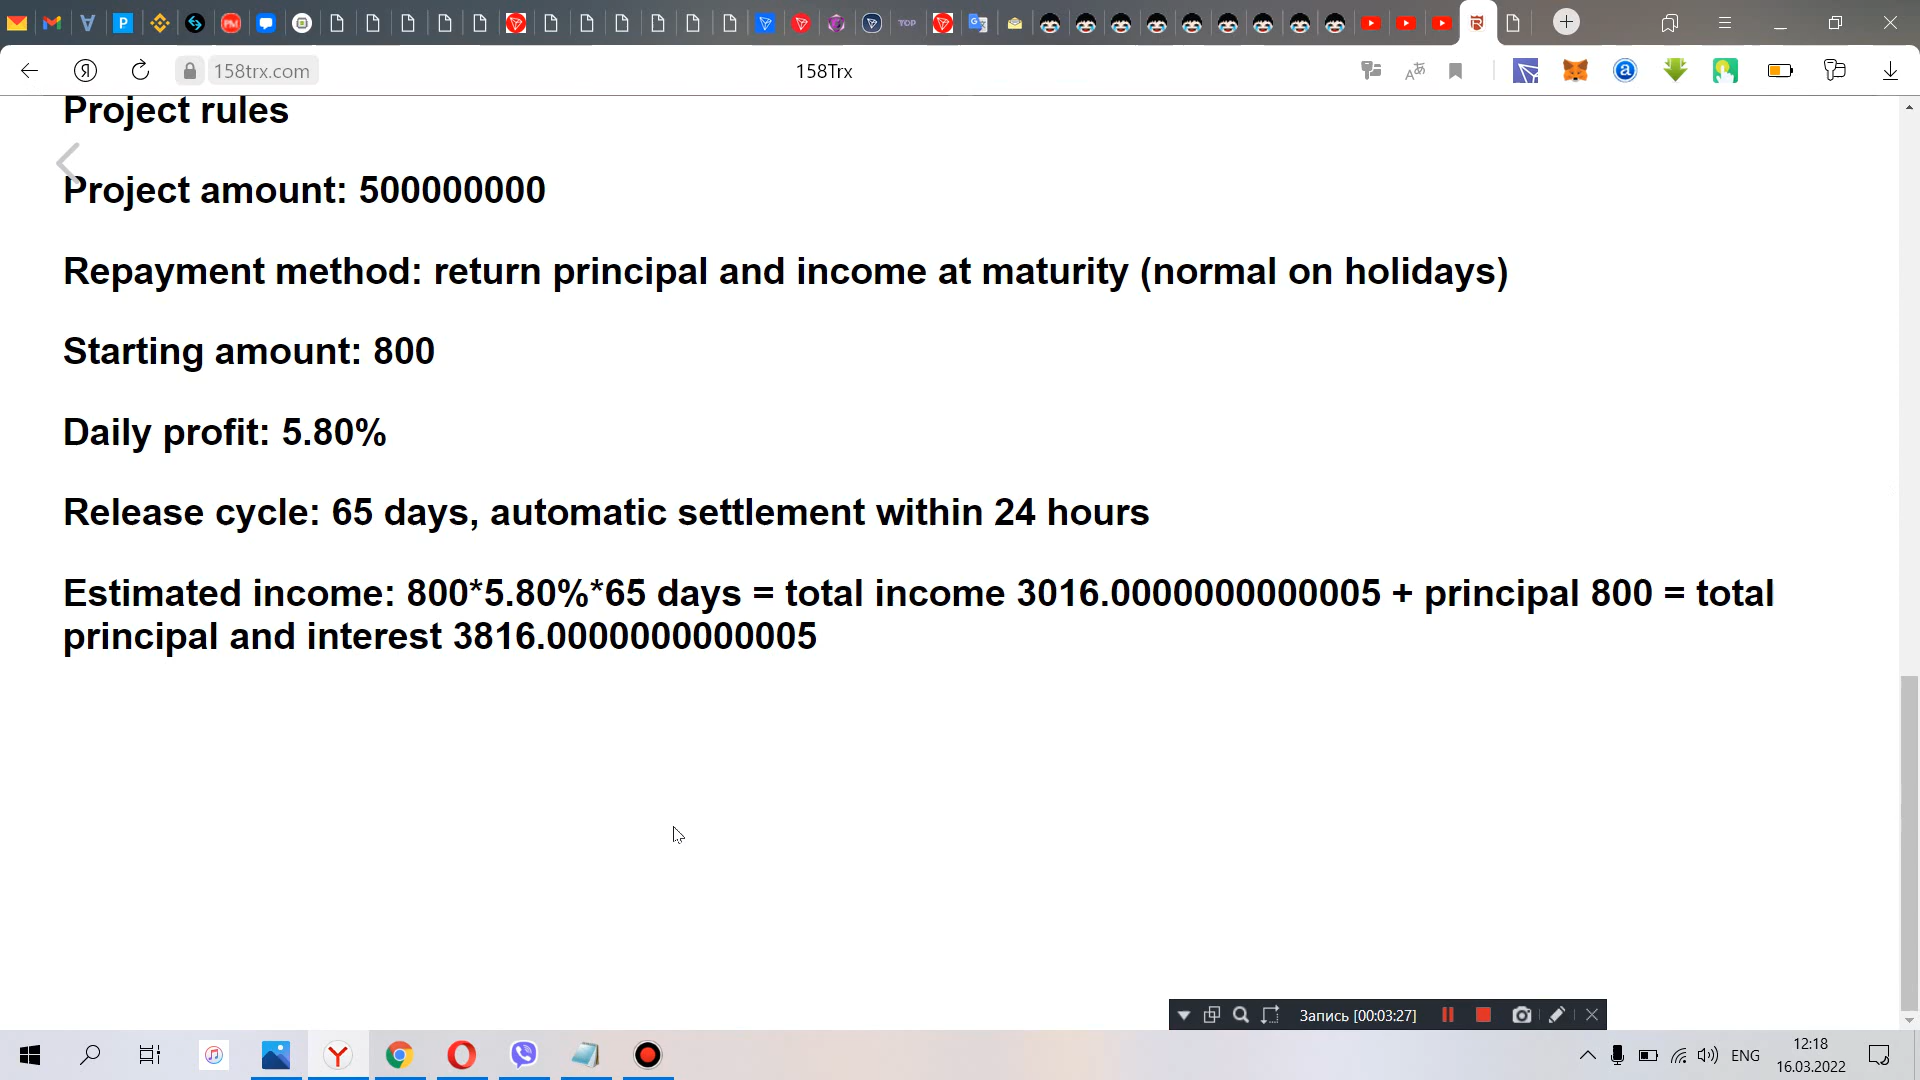 TOP
158trx.com
158Trx
Project rules
Project amount: 500000000
Repayment method: return principal and income at maturity (normal on holidays)
Starting amount: 800
Daily profit: 5.80%
Release cycle: 65 days, automatic settlement within 24 hours
Estimated income: 800*5.80%*65 days = total income 3016.0000000000005 + principal 800 = total
principal and interest 3816.0000000000005
Запись [00:03:27]
ENG
12:18
16.03.2022